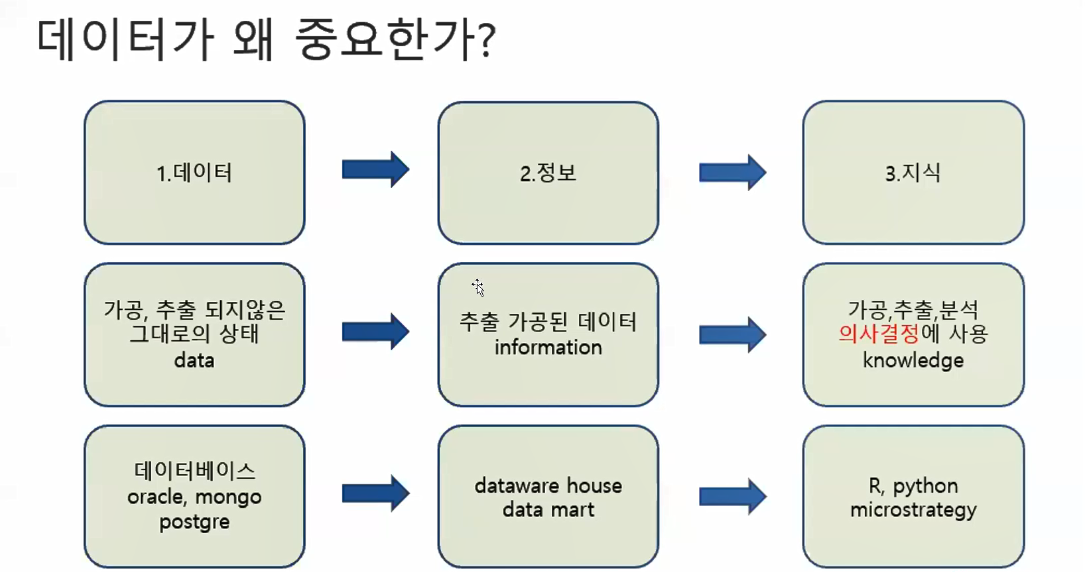 데이터가 왜 중요한가?
1.데이터
2.정보
3.지식
가공, 추출 되지않은
그대로의 상태
data
추출 가공된 데이터
information
가공,추출,분석
의사결정에 사용
knowledge
데이터베이스
oracle, mongo
postgre
dataware house
data mart
R, python
microstrategy